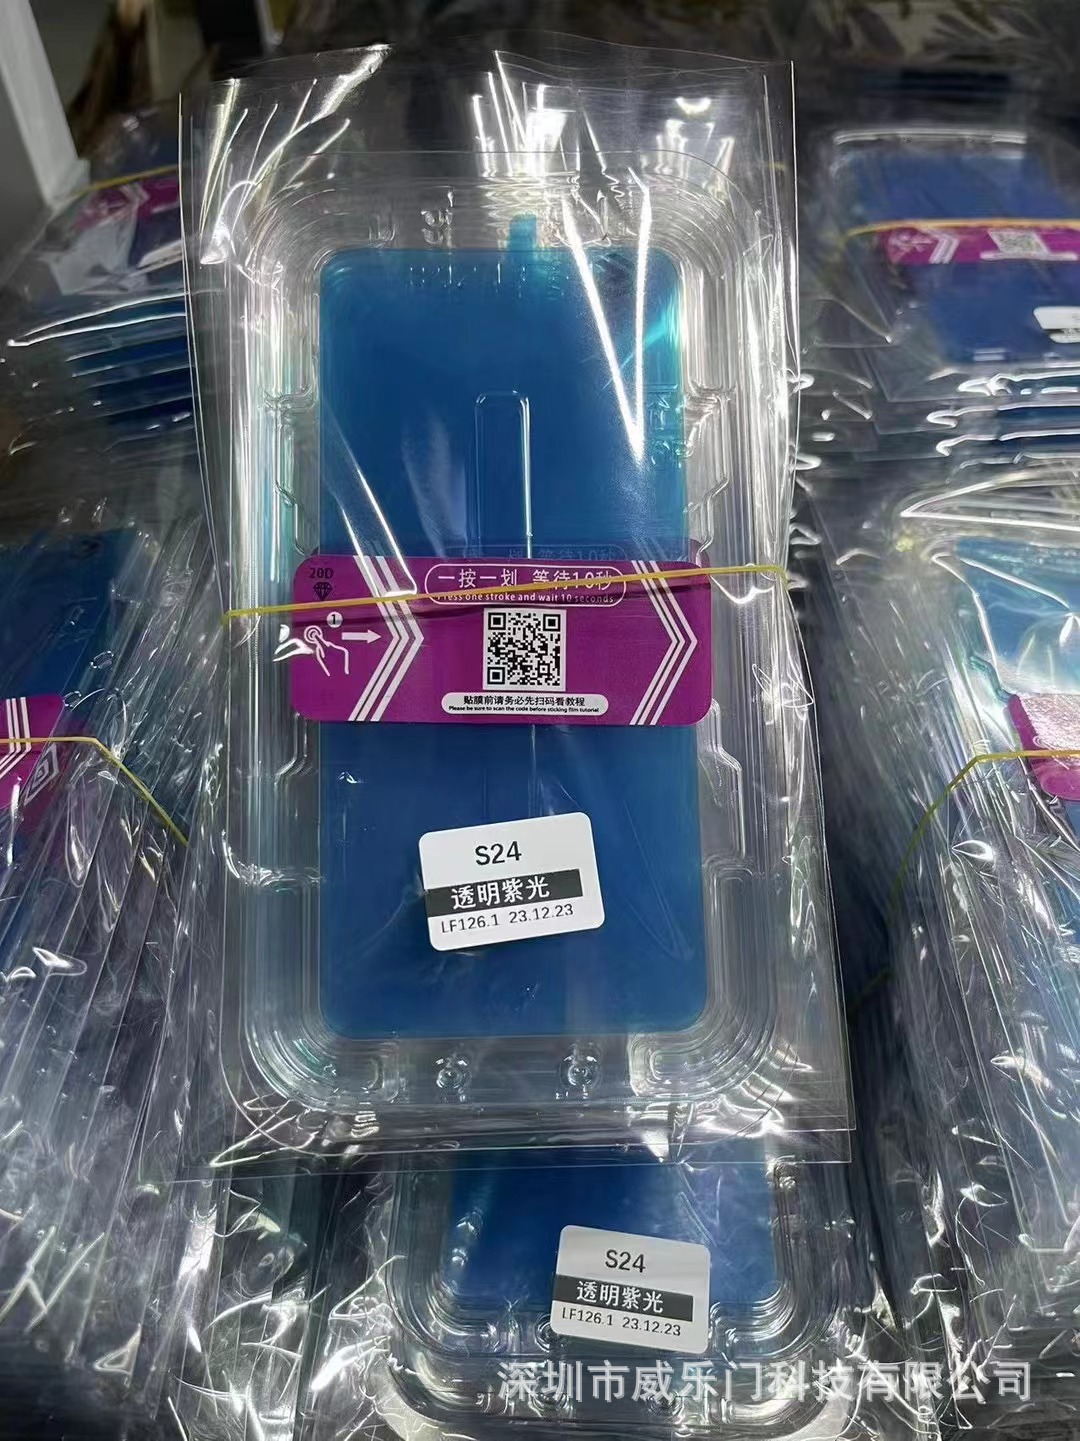 20D
一按一划 等待10秒
Press one stroke and wait 10 seconds
1
贴膜前请务必先扫码看教程
Please be sure to scan the code before sticking film tutorial
S24
透明紫光
LF126.1 23.12.23
S24
透明紫光
LF126.1 23.12.23
深圳市威乐门科技有限公司